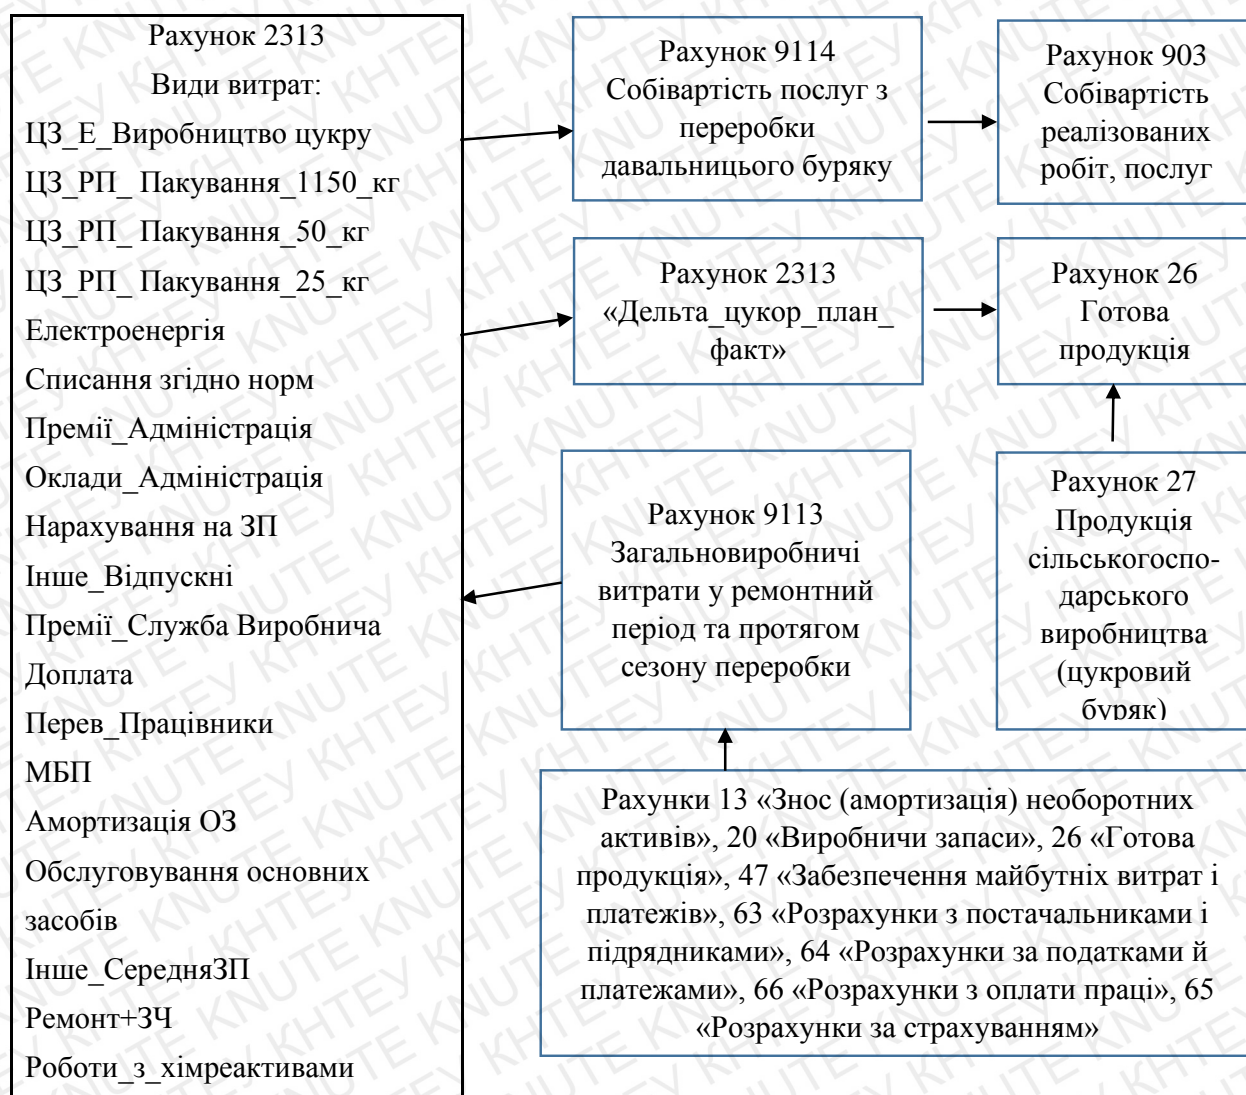 Рахунок 2313
Види витрат:
ЦЗ_Е_Виробництво цукру
ЦЗ_РП_ Пакування_1150_кг
ЦЗ_РП_ Пакування_50_кг
ЦЗ_РП_ Пакування_25_кг
Електроенергія
Списання згідно норм
Премії_Адміністрація
Оклади_Адміністрація
Нарахування на ЗП
Інше_Відпускні
Премії_Служба Виробнича
Доплата
Перев_Працівники
МБП
Амортизація ОЗ
Обслуговування основних
засобів
Інше_СередняЗП
Ремонт+ЗЧ
Роботи_з_хімреактивами
Рахунок 9114
Собівартість послуг з
переробки
давальницього буряку
Рахунок 903
Собівартість
реалізованих
робіт, послуг
Рахунок 2313
«Дельта_цукор_план_
факт»
Рахунок 26
Готова
продукція
Рахунок 9113
Загальновиробничі
витрати у ремонтний
період та протягом
сезону переробки
Рахунок 27
Продукція
сільськогоспо-
дарського
виробництва
(цукровий
буряк)
Рахунки 13 «Знос (амортизація) необоротних
активів», 20 «Виробничи запаси», 26 «Готова
продукція», 47 «Забезпечення майбутніх витрат і
платежів», 63 «Розрахунки з постачальниками і
підрядниками», 64 «Розрахунки за податками й
платежами», 66 «Розрахунки з оплати праці», 65
«Розрахунки за страхуванням»